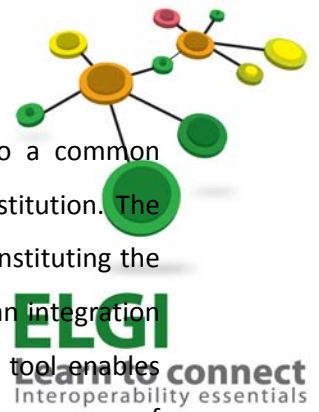 o a common
stitution. The
nstituting the
n integration
ELGI
tool enables
Learn to connect
Interoperability essentials